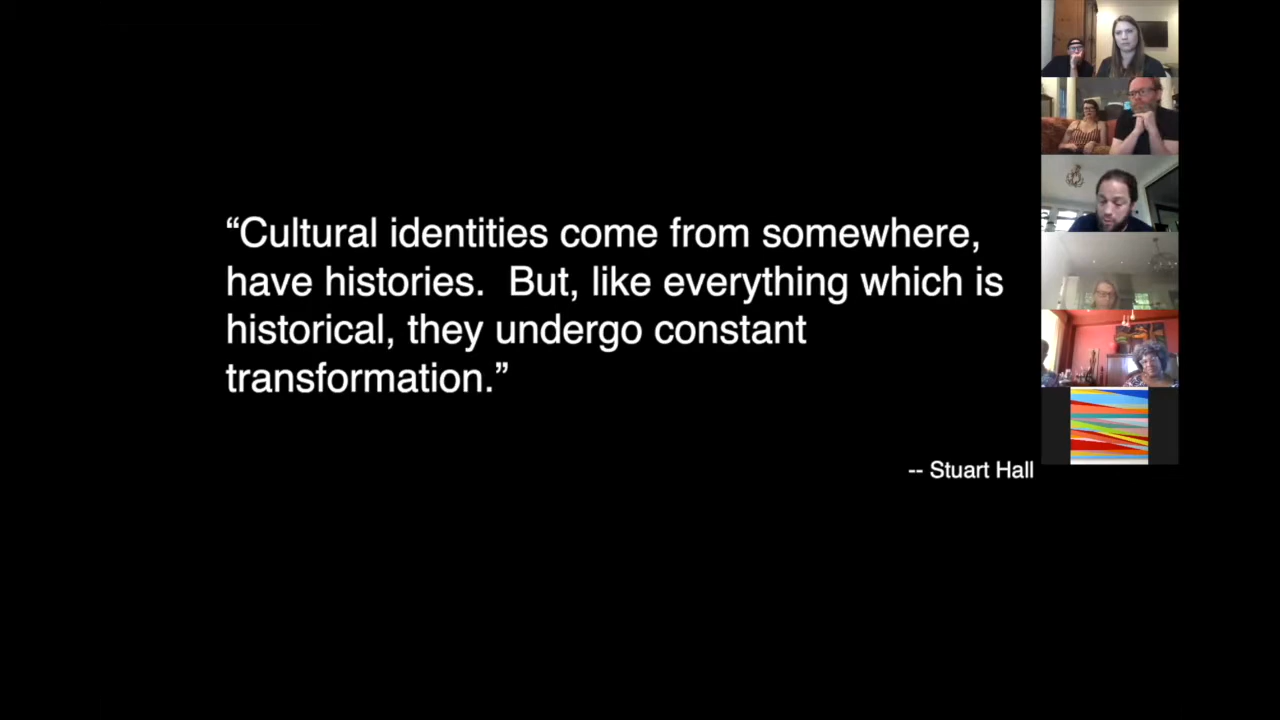 “Cultural identities come from somewhere,
have histories.  But, like everything which is
historical, they undergo constant
transformation.”
-- Stuart Hall